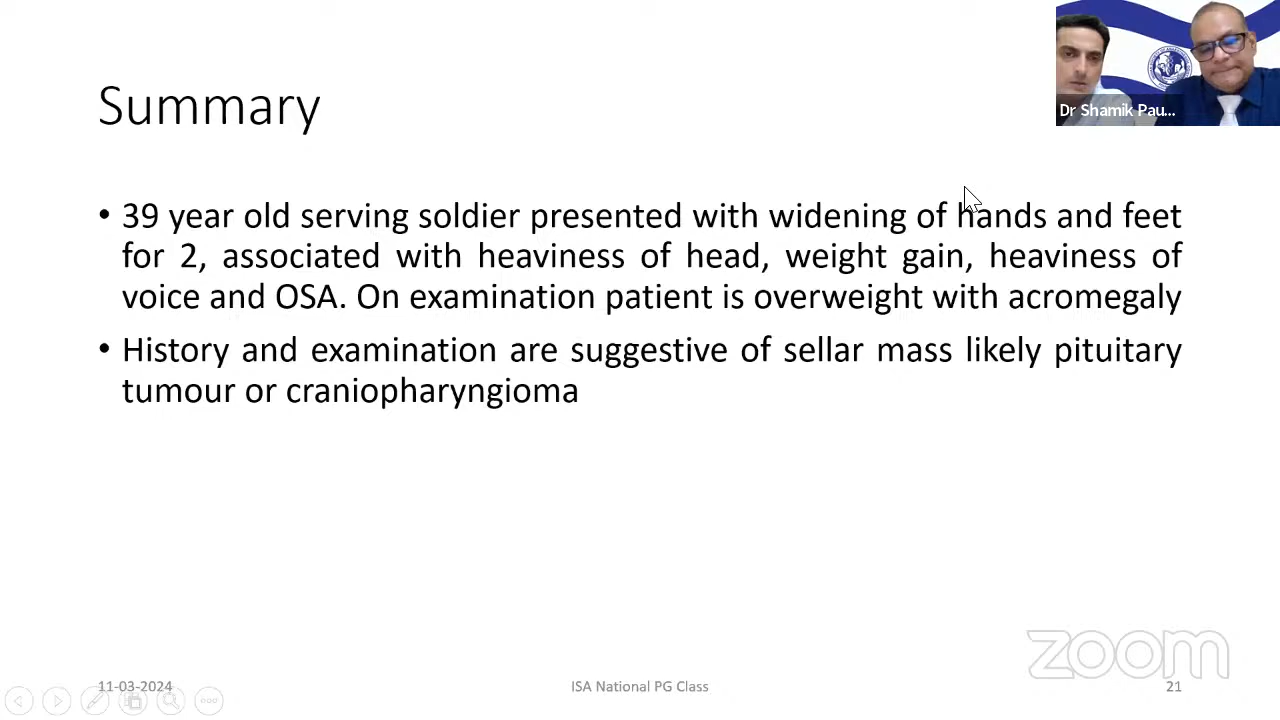 Dr Shamik Pau...
Summary
• 39 year old serving soldier presented with widening of hands and feet
for 2, associated with heaviness of head, weight gain, heaviness of
voice and OSA. On examination patient is overweight with acromegaly
• History and examination are suggestive of sellar mass likely pituitary
tumour or craniopharyngioma
zoom
11-03-2024
ISA National PG Class
21